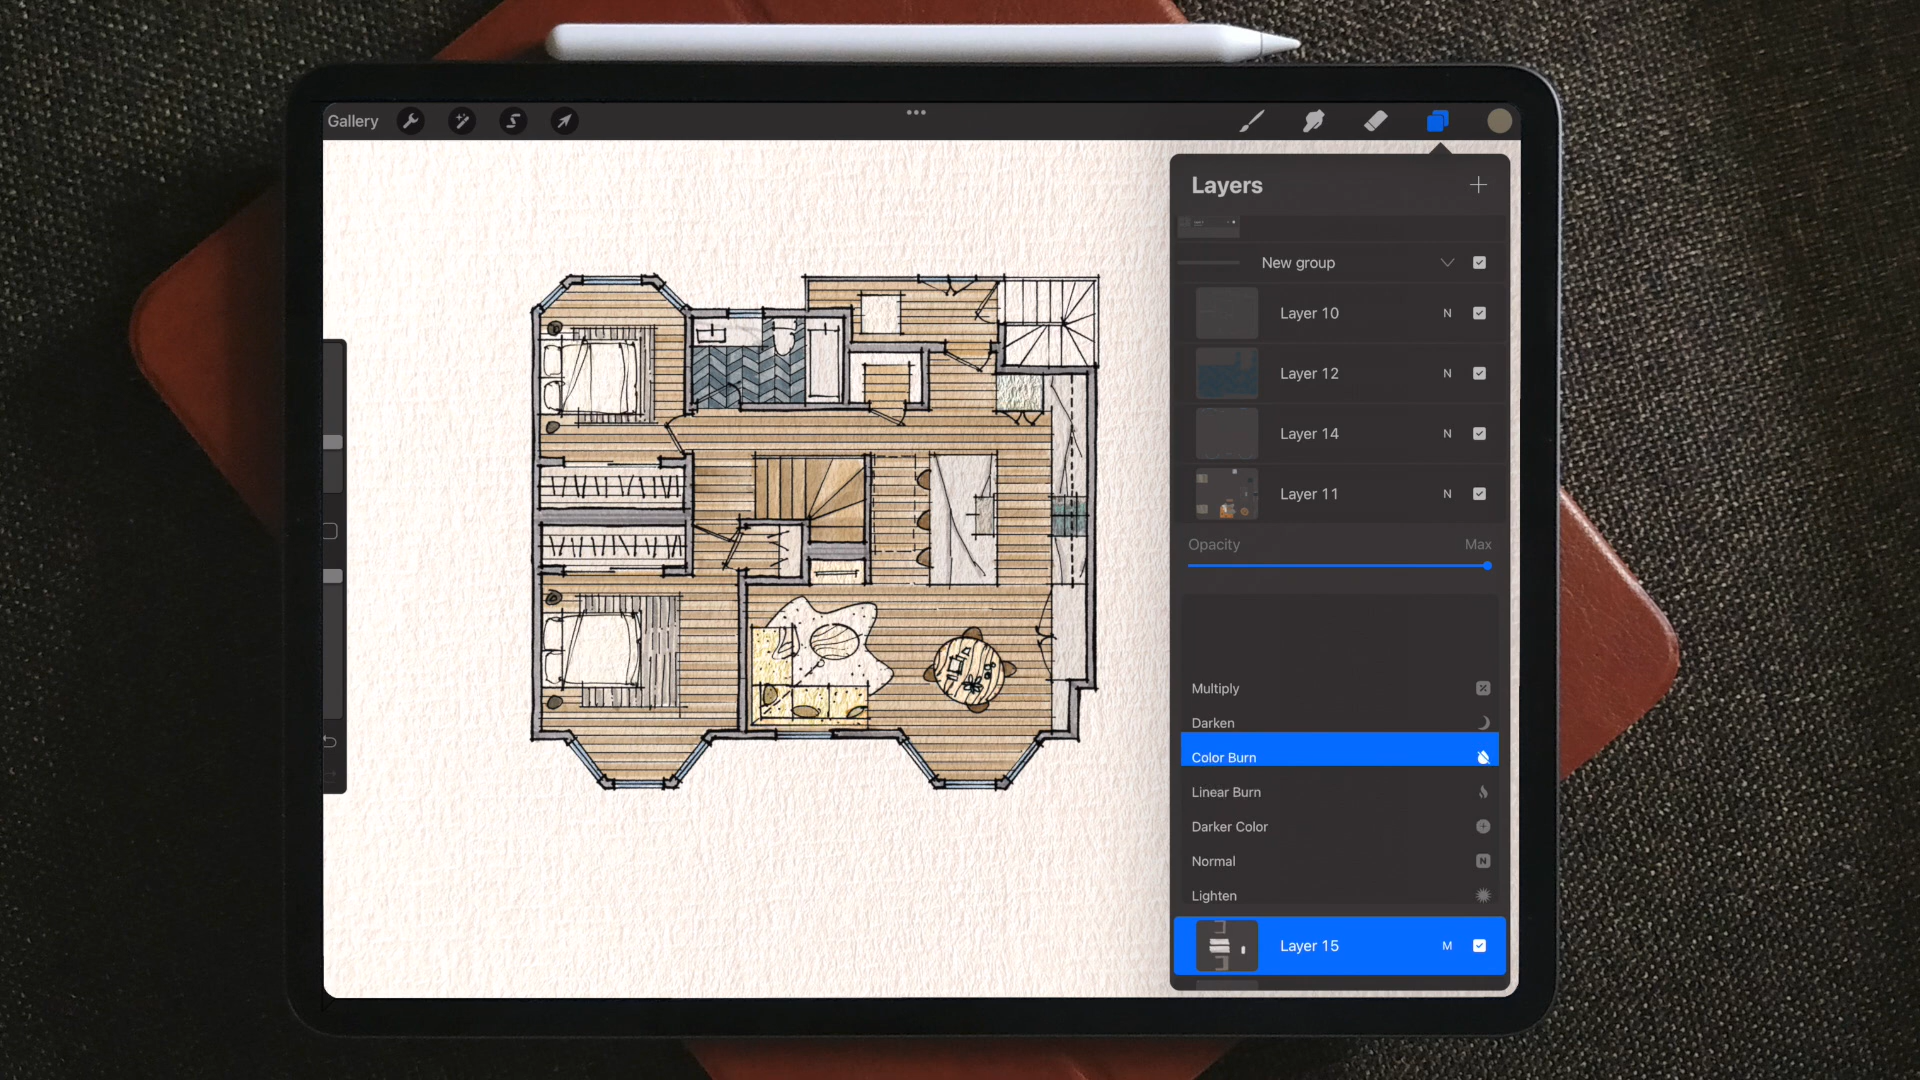 Gallery
Layers
New group
Layer 10 N
Layer 12 N
Layer 14 N
Layer 11 N
Opacity Max
Multiply
Darken
Color Burn
Linear Burn
Darker Color
Normal N
Lighten
Layer 15 M